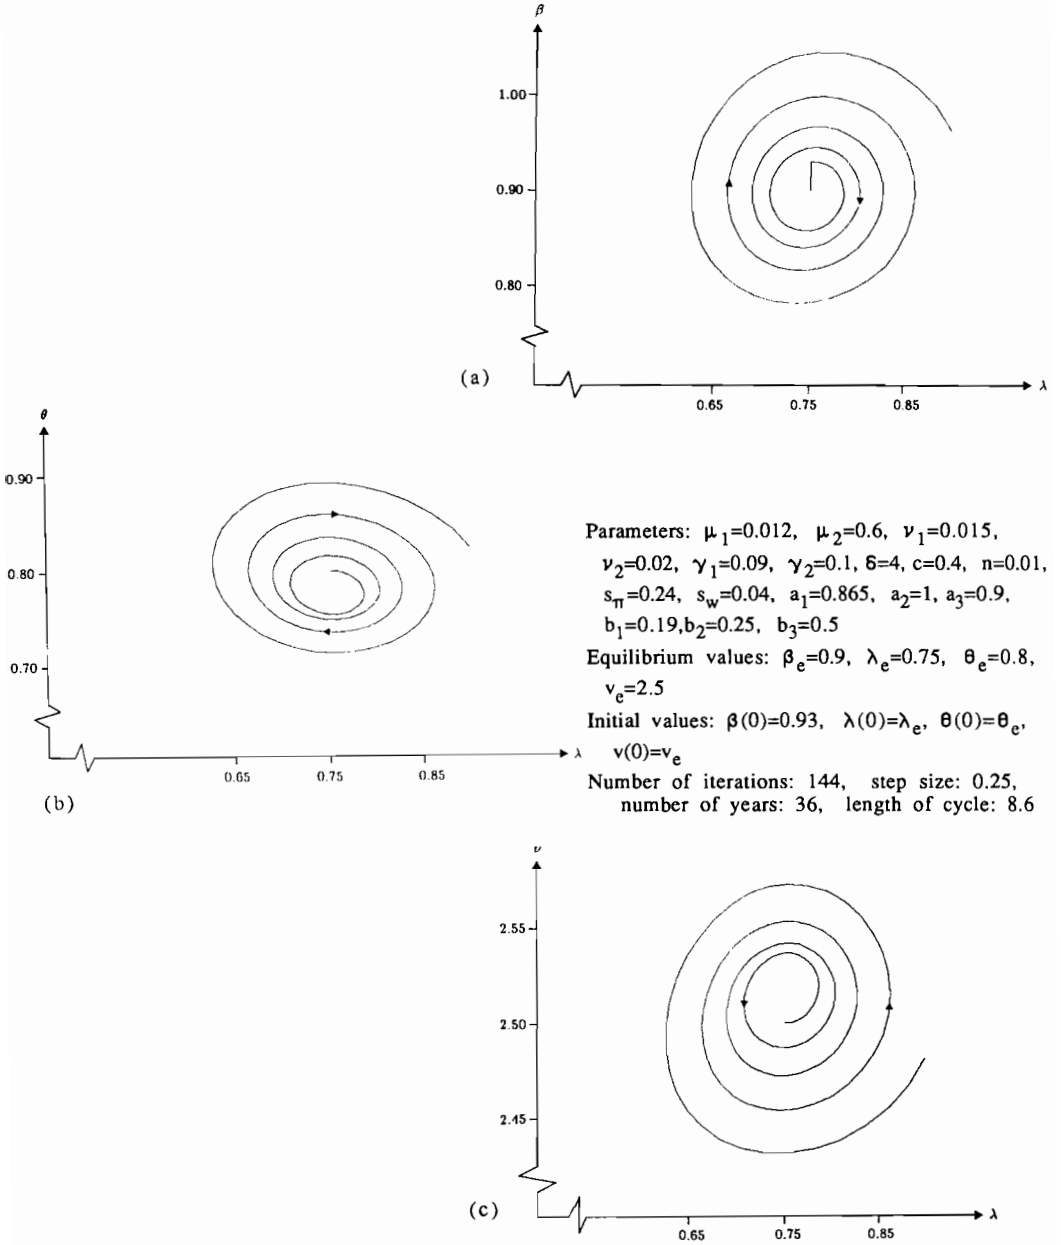 β
1.00
0.90
0.80
(a)
0.65
0.75
0.85
λ
θ
0.90
0.80
0.70
0.65
0.75
0.85
λ
(b)
Parameters: μ1=0.012, μ2=0.6, ν1=0.015,
ν2=0.02, γ1=0.09, γ2=0.1, δ=4, c=0.4, n=0.01,
sπ=0.24, sw=0.04, a1=0.865, a2=1, a3=0.9,
b1=0.19,b2=0.25, b3=0.5
Equilibrium values: βe=0.9, λe=0.75, θe=0.8,
ve=2.5
Initial values: β(0)=0.93, λ(0)=λe, θ(0)=θe,
v(0)=ve
Number of iterations: 144, step size: 0.25,
number of years: 36, length of cycle: 8.6
ν
2.55
2.50
2.45
(c)
0.65
0.75
0.85
λ